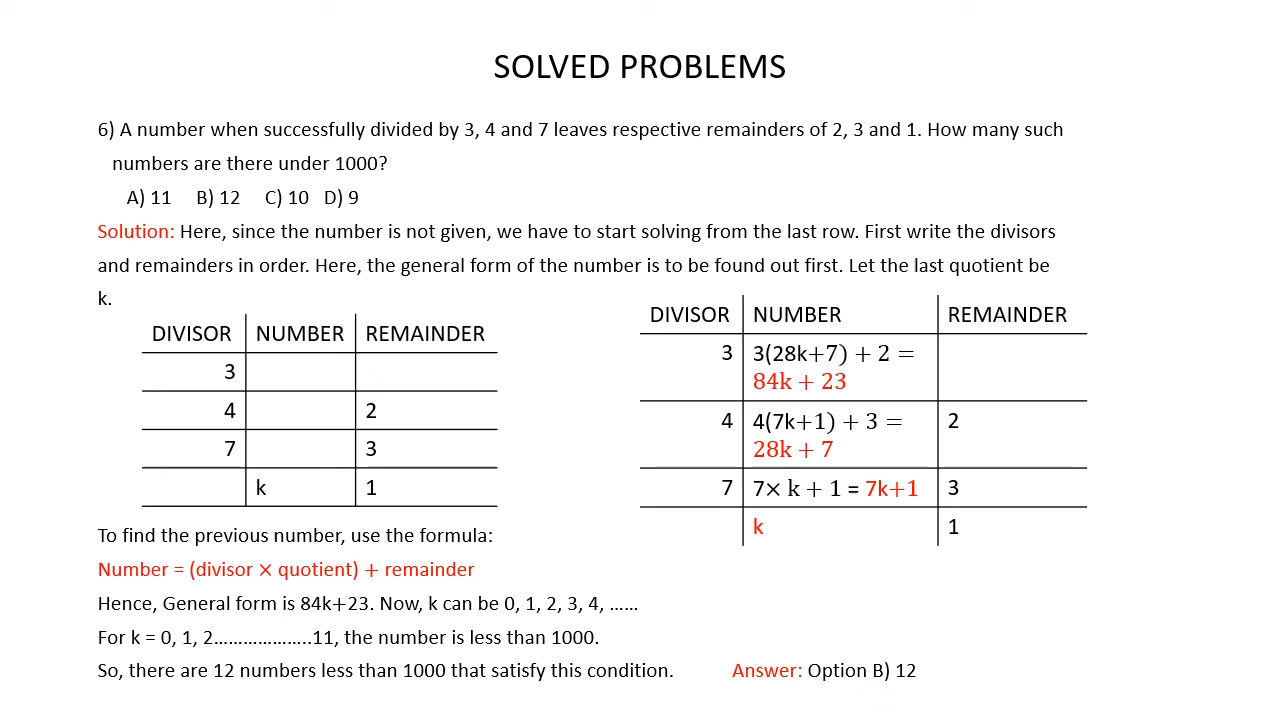 SOLVED PROBLEMS
6) A number when successfully divided by 3, 4 and 7 leaves respective remainders of 2, 3 and 1. How many such
numbers are there under 1000?
A) 11 B) 12 C) 10 D) 9
Solution: Here, since the number is not given, we have to start solving from the last row. First write the divisors
and remainders in order. Here, the general form of the number is to be found out first. Let the last quotient be
k.
DIVISOR NUMBER REMAINDER
3
4 2
7 3
k 1
DIVISOR NUMBER REMAINDER
3 3(28k+7) + 2 =
84k + 23
4 4(7k+1) + 3 = 2
28k + 7
7 7× k + 1 = 7k+1 3
k 1
To find the previous number, use the formula:
Number = (divisor × quotient) + remainder
Hence, General form is 84k+23. Now, k can be 0, 1, 2, 3, 4, ......
For k = 0, 1, 2....................11, the number is less than 1000.
So, there are 12 numbers less than 1000 that satisfy this condition. Answer: Option B) 12